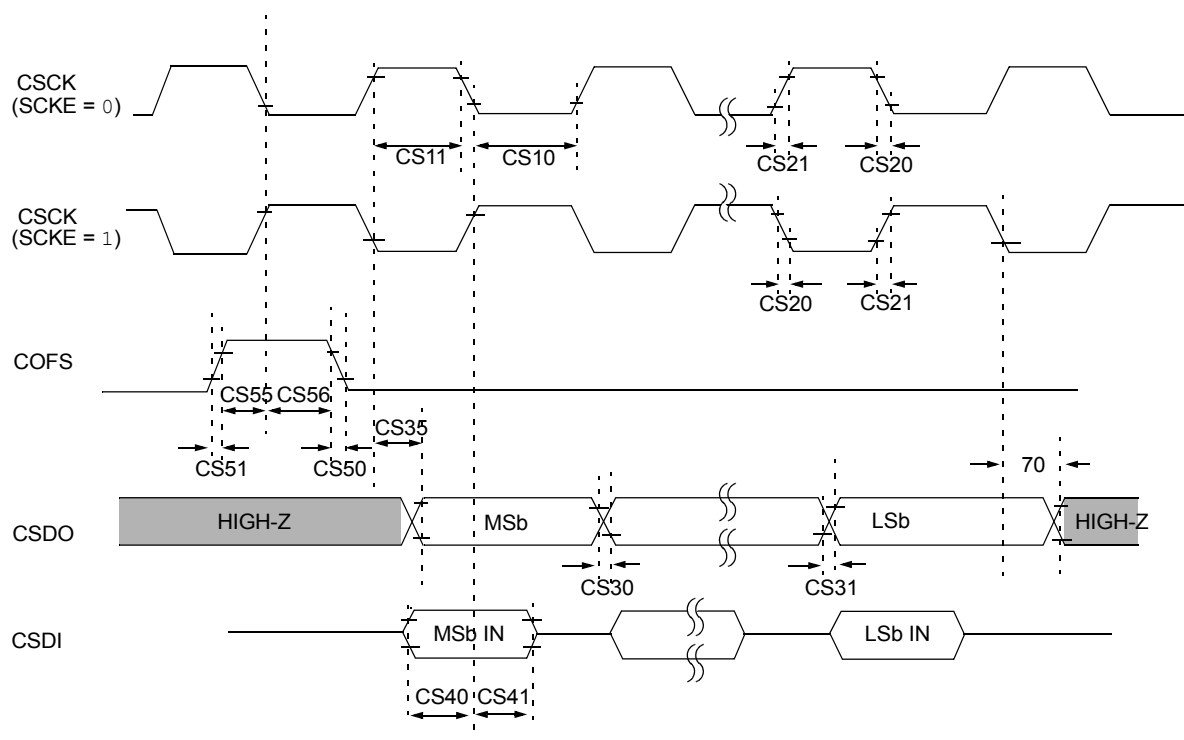 CSCK
(SCKE = 0)
CS11
CS10
CS21
CS20
CSCK
(SCKE = 1)
CS20
CS21
COFS
CS55
CS56
CS35
CS51
CS50
70
CSDO
HIGH-Z
MSb
LSb
HIGH-Z
CS30
CS31
CSDI
MSb IN
LSb IN
CS40
CS41